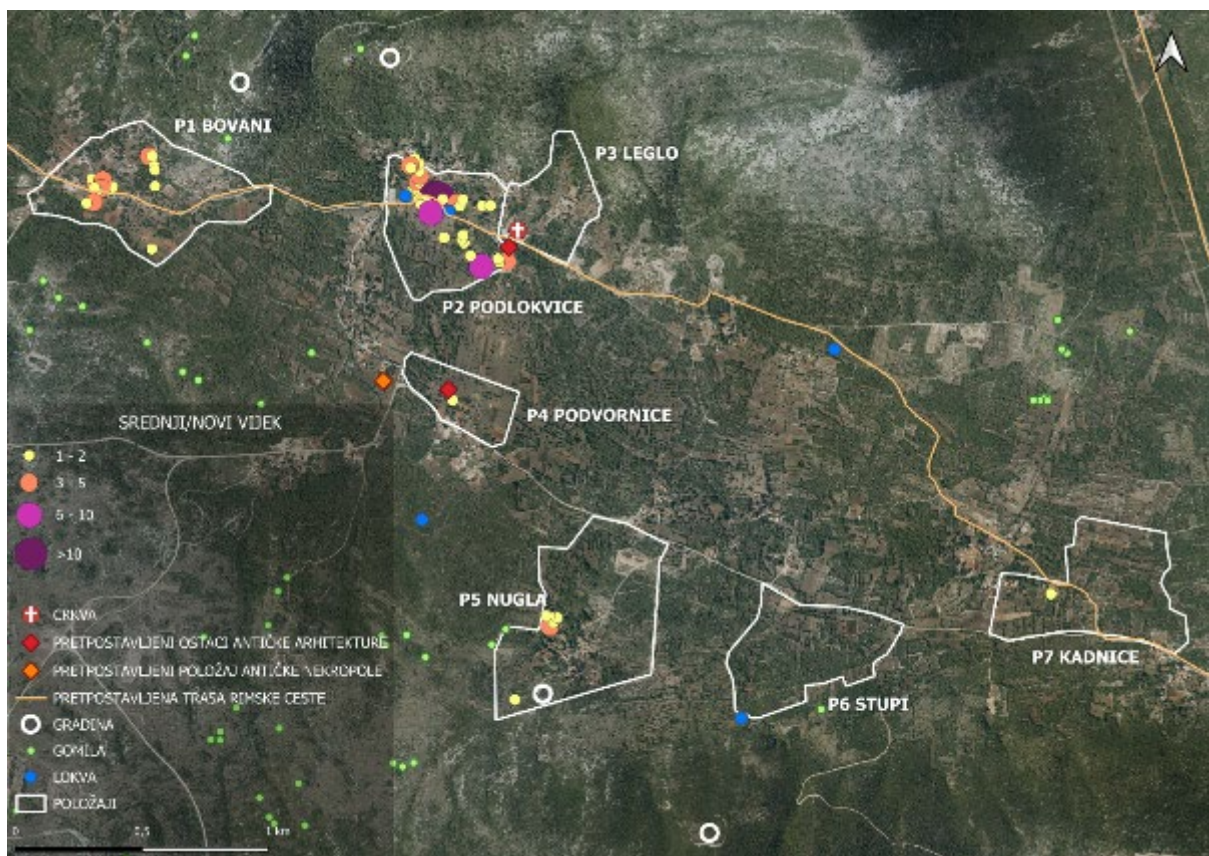 P1 BOVANI
P3 LEGLO
P2 PODLOKVICE
P4 PODVORNICE
SREDNJI/NOVI VIJEK
1 - 2
3 - 5
6 - 10
>10
P5 NUGLA
P6 STUPI
P7 KADNICE
CRKVA
PRETPOSTAVLJENI OSTACI ANTIČKE ARHITEKTURE
PRETPOSTAVLJENI POLOŽAJ ANTIČKE NEKROPOLE
PRETPOSTAVLJENA TRASA RIMSKE CESTE
GRADINA
GOMILA
LOKVA
POLOŽAJI
0 0,5 1 km